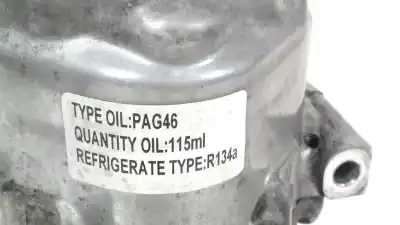 TYPE OIL:PAG46
QUANTITY OIL:115ml
REFRIGERATE TYPE:R134a